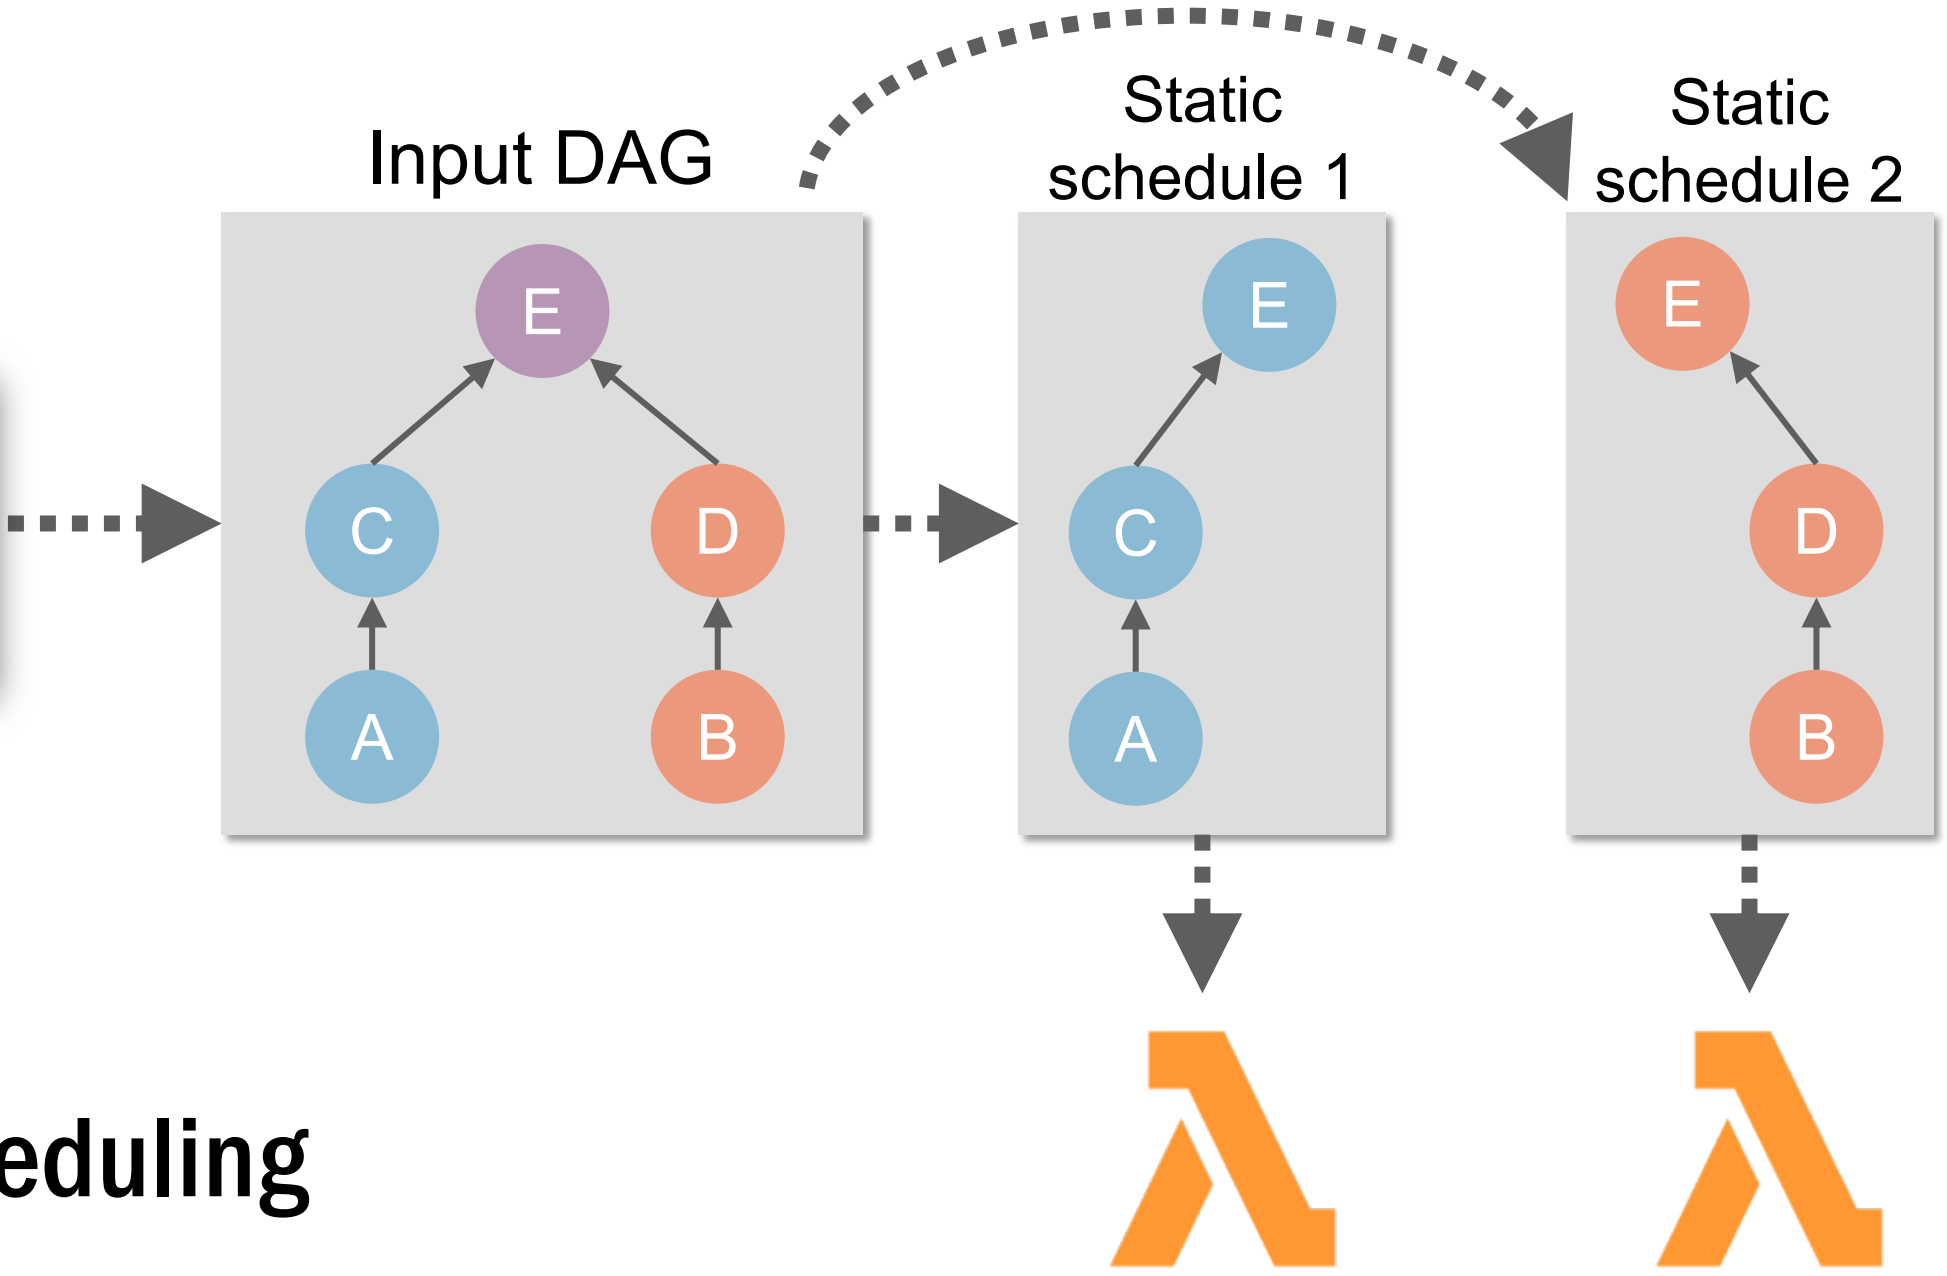 Input DAG
Static
schedule 1
Static
schedule 2
E
C
D
A
B
E
C
A
E
D
B
eduling